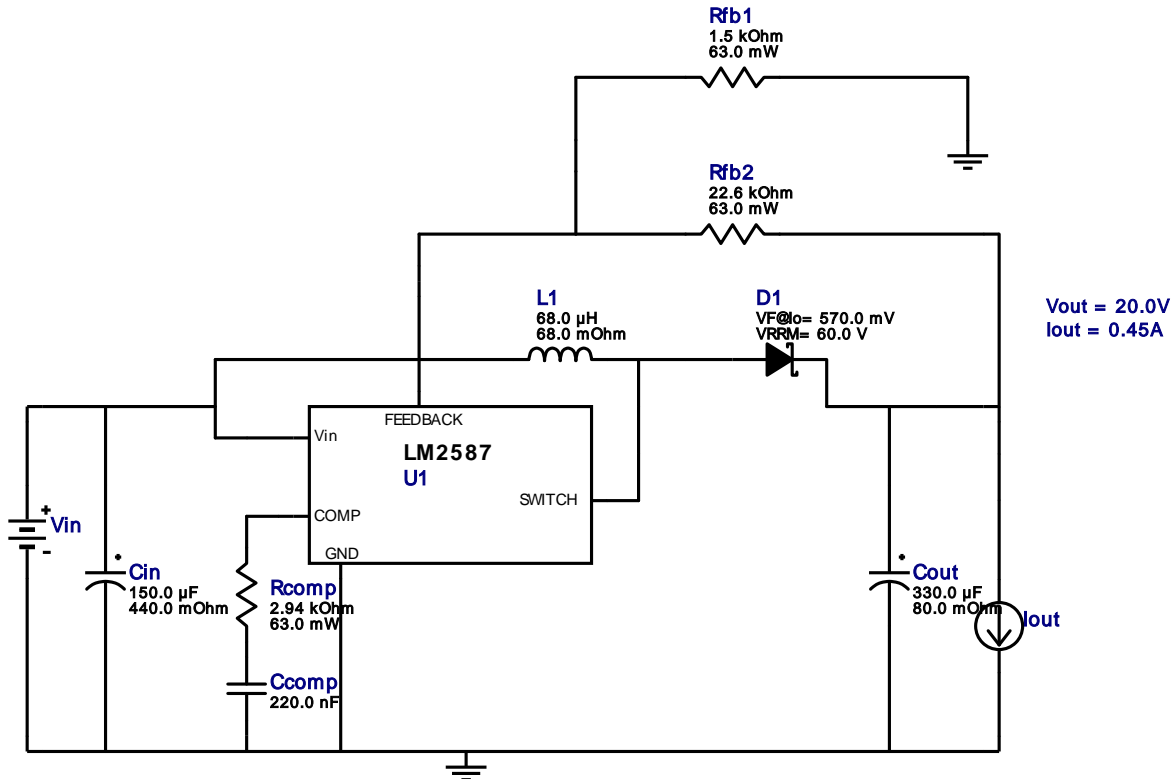 Rfb1
1.5 kOhm
63.0 mW
Rfb2
22.6 kOhm
63.0 mW
L1
68.0 µH
68.0 mOhm
D1
VF@Io= 570.0 mV
VRRM= 60.0 V
Vout = 20.0V
Iout = 0.45A
FEEDBACK
Vin
LM2587
U1
SWITCH
COMP
GND
+
Vin
-
+
Cin
150.0 µF
440.0 mOhm
Rcomp
2.94 kOhm
63.0 mW
Ccomp
220.0 nF
+
Cout
330.0 µF
80.0 mOhm
Iout